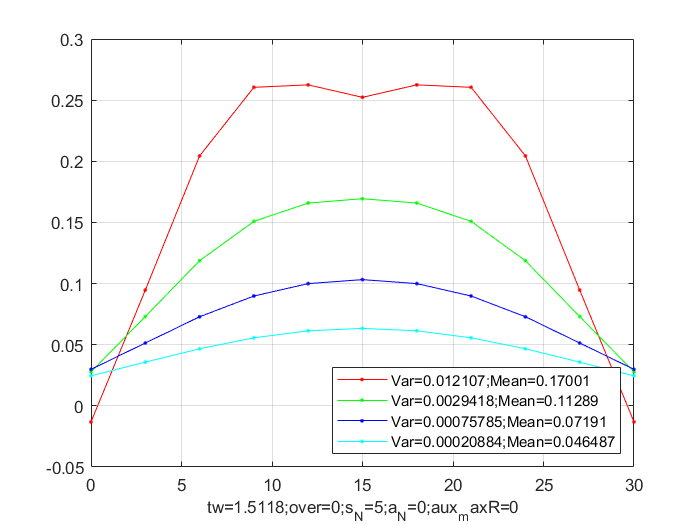 0.3
0.25
0.2
0.15
0.1
0.05
0
-0.05
0 5 10 15 20 25 30
Var=0.012107;Mean=0.17001
Var=0.0029418;Mean=0.11289
Var=0.00075785;Mean=0.07191
Var=0.00020884;Mean=0.046487
tw=1.5118;over=0;s_N=5;a_N=0;aux_maxR=0